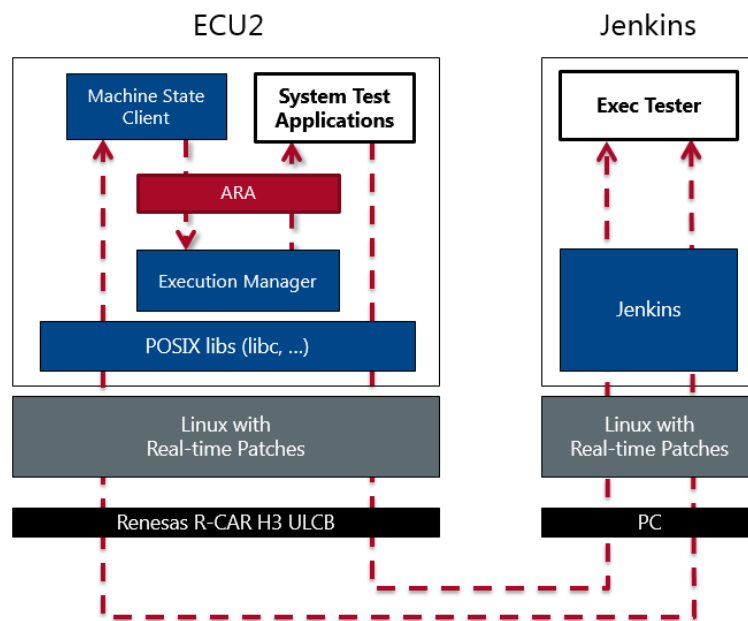 ECU2
Machine State
Client
System Test
Applications
ARA
Execution Manager
POSIX libs (libc, ...)
Linux with
Real-time Patches
Renesas R-CAR H3 ULCB
Jenkins
Exec Tester
Jenkins
Linux with
Real-time Patches
PC